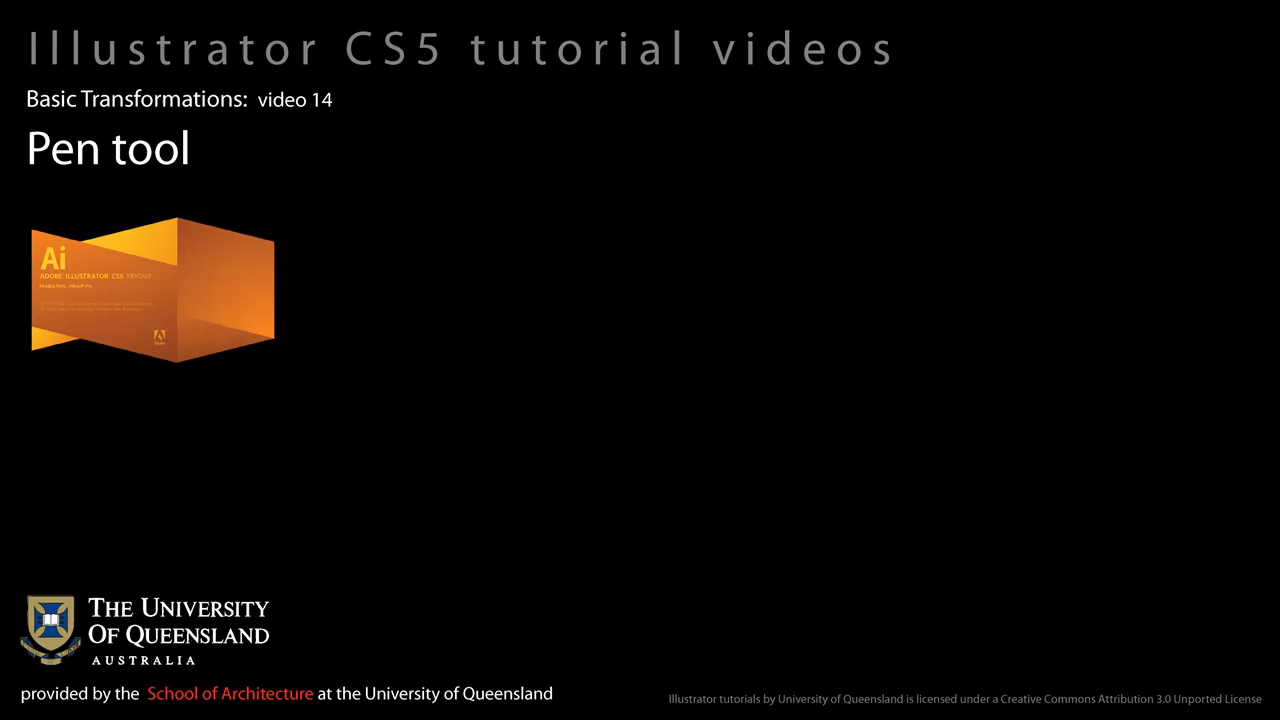 Illustrator CS5 tutorial videos
Basic Transformations: video 14
Pen tool
Ai
ADOBE ILLUSTRATOR CS5 TRYOUT
Adobe
THE UNIVERSITY
OF QUEENSLAND
AUSTRALIA
provided by the School of Architecture at the University of Queensland
Illustrator tutorials by University of Queensland is licensed under a Creative Commons Attribution 3.0 Unported License